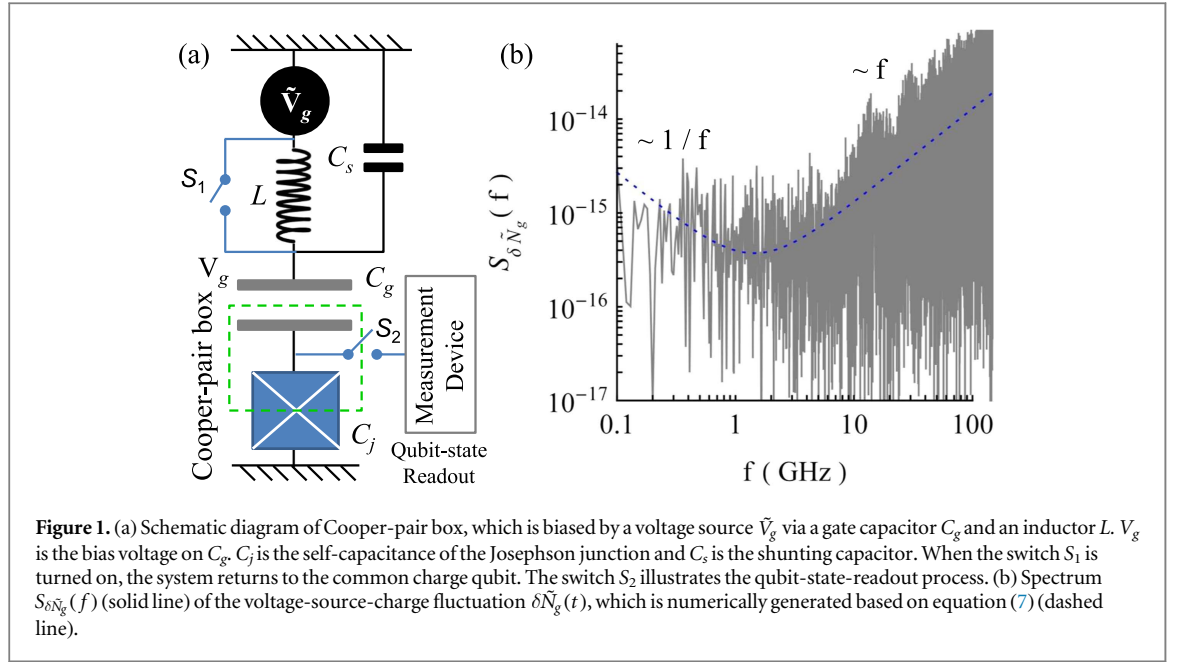 (a)
Ṽg
S1
L
Cs
Vg
Cg
Cooper-pair box
S2
Measurement
Device
Cj
Qubit-state
Readout
(b)
~ f
~ 1 / f
SδÑg( f )
10⁻¹⁴
10⁻¹⁵
10⁻¹⁶
10⁻¹⁷
0.1 1 10 100
f ( GHz )
Figure 1. (a) Schematic diagram of Cooper-pair box, which is biased by a voltage source Ṽg via a gate capacitor Cg and an inductor L. Vg
is the bias voltage on Cg. Cj is the self-capacitance of the Josephson junction and Cs is the shunting capacitor. When the switch S1 is
turned on, the system returns to the common charge qubit. The switch S2 illustrates the qubit-state-readout process. (b) Spectrum
SδÑg(f) (solid line) of the voltage-source-charge fluctuation δÑg(t), which is numerically generated based on equation (7) (dashed
line).